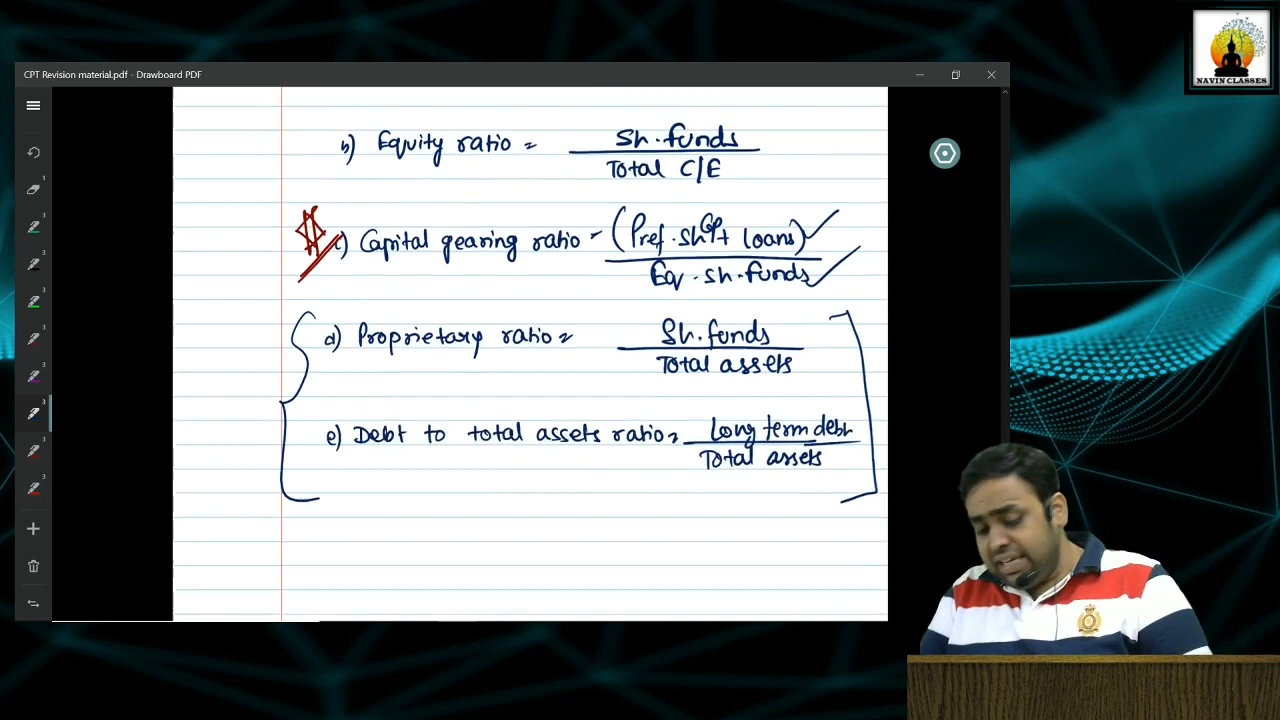 NAVIN CLASSES
CPT Revision material.pdf - Drawboard PDF
b) Equity ratio = Sh. funds
Total C/E
c) Capital gearing ratio - (Pref. sh cap + loans)
Eq. sh. funds
d) Proprietary ratio = Sh. funds
Total assets
e) Debt to total assets ratio = Long term debt
Total assets